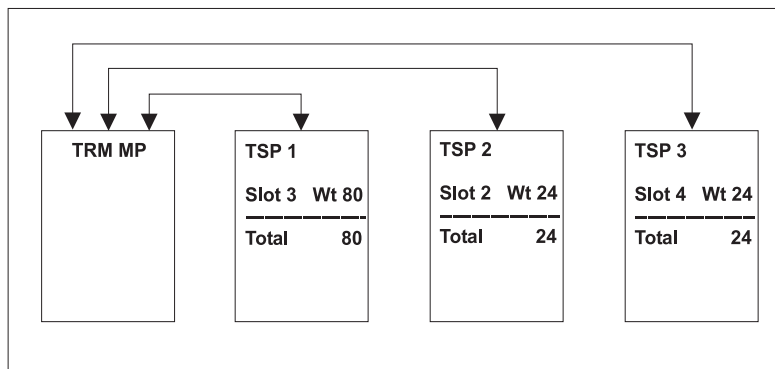 TRM MP
TSP 1
Slot 3 Wt 80
Total 80
TSP 2
Slot 2 Wt 24
Total 24
TSP 3
Slot 4 Wt 24
Total 24